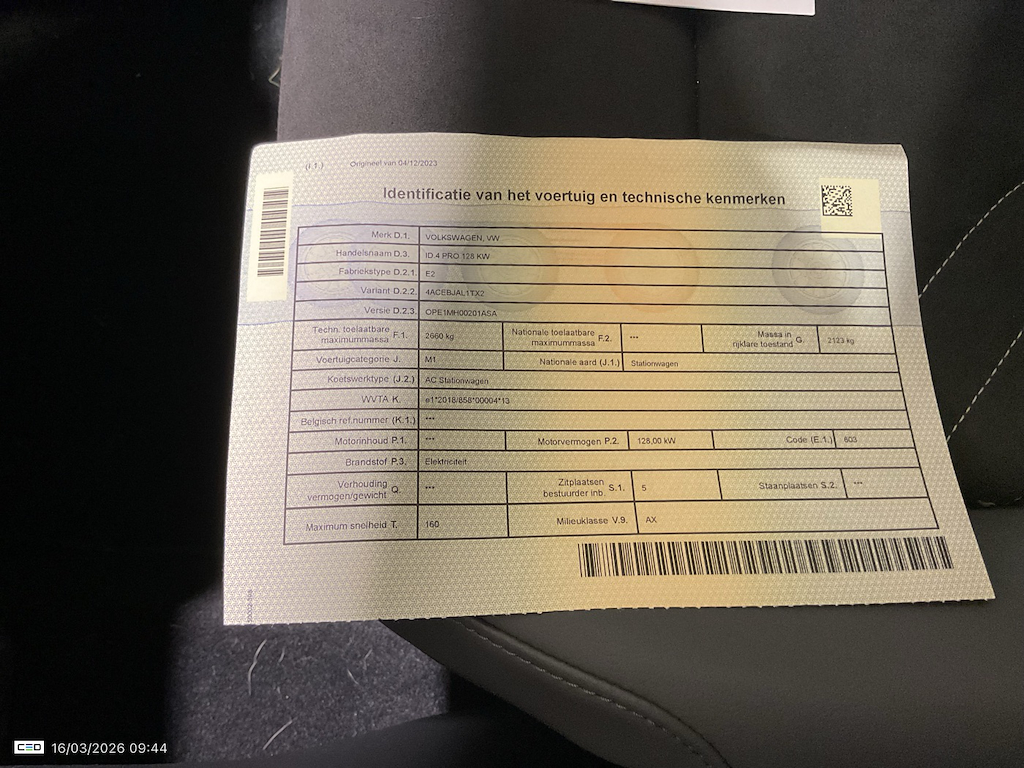 (I.1.) Origineel van 04/12/2023
Identificatie van het voertuig en technische kenmerken
Merk D.1. VOLKSWAGEN, VW
Handelsnaam D.3. ID.4 PRO 128 KW
Fabriekstype D.2.1. E2
Variant D.2.2. 4ACEBJAL1TX2
Versie D.2.3. OPE1MH00201ASA
Techn. toelaatbare maximummassa F.1. 2660 kg Nationale toelaatbare maximummassa F.2. *** Massa in rijklare toestand G. 2123 kg
Voertuigcategorie J. M1 Nationale aard (J.1.) Stationwagen
Koetswerktype (J.2.) AC Stationwagen
WVTA K. e1*2018/858*00004*13
Belgisch ref.nummer (K.1.) ***
Motorinhoud P.1. *** Motorvermogen P.2. 128,00 kW Code (E.1.) 603
Brandstof P.3. Elektriciteit
Verhouding vermogen/gewicht Q. *** Zitplaatsen bestuurder inb. S.1. 5 Staanplaatsen S.2. ***
Maximum snelheid T. 160 Milieuklasse V.9. AX
CEO 16/03/2026 09:44